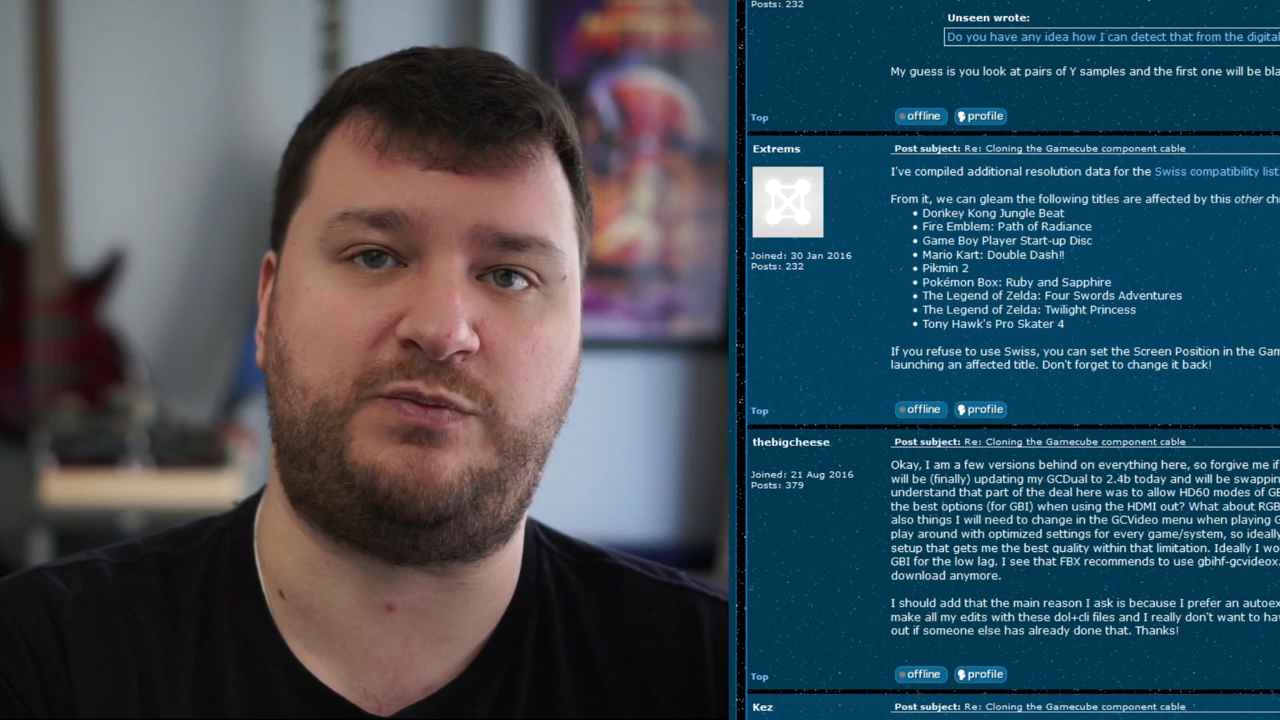 Posts: 232
Unseen wrote:
Do you have any idea how I can detect that from the digital
My guess is you look at pairs of Y samples and the first one will be bla
Top
offline
profile
Extrems
Post subject: Re: Cloning the Gamecube component cable
I've compiled additional resolution data for the Swiss compatibility list.
From it, we can gleam the following titles are affected by this other ch
• Donkey Kong Jungle Beat
• Fire Emblem: Path of Radiance
• Game Boy Player Start-up Disc
• Mario Kart: Double Dash!!
• Pikmin 2
• Pokémon Box: Ruby and Sapphire
• The Legend of Zelda: Four Swords Adventures
• The Legend of Zelda: Twilight Princess
• Tony Hawk's Pro Skater 4
Joined: 30 Jan 2016
Posts: 232
If you refuse to use Swiss, you can set the Screen Position in the Gam
launching an affected title. Don't forget to change it back!
Top
offline
profile
thebigcheese
Post subject: Re: Cloning the Gamecube component cable
Joined: 21 Aug 2016
Posts: 379
Okay, I am a few versions behind on everything here, so forgive me if
will be (finally) updating my GCDual to 2.4b today and will be swappin
understand that part of the deal here was to allow HD60 modes of GB
the best options (for GBI) when using the HDMI out? What about RGB
also things I will need to change in the GCVideo menu when playing G
play around with optimized settings for every game/system, so ideally
setup that gets me the best quality within that limitation. Ideally I wo
GBI for the low lag. I see that FBX recommends to use gbihf-gcvideox.
download anymore.
I should add that the main reason I ask is because I prefer an autoex
make all my edits with these dol+cli files and I really don't want to hav
out if someone else has already done that. Thanks!
Top
offline
profile
Kez
Post subject: Re: Cloning the Gamecube component cable